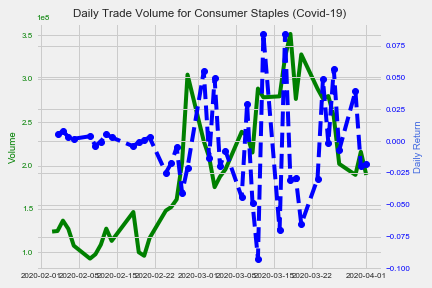 Daily Trade Volume for Consumer Staples (Covid-19)
1e8
3.5
3.0
2.5
2.0
1.5
1.0
Volume
0.075
0.050
0.025
0.000
−0.025
−0.050
−0.075
−0.100
Daily Return
2020-02-01 2020-02-08 2020-02-15 2020-02-22 2020-03-01 2020-03-08 2020-03-15 2020-03-22 2020-04-01